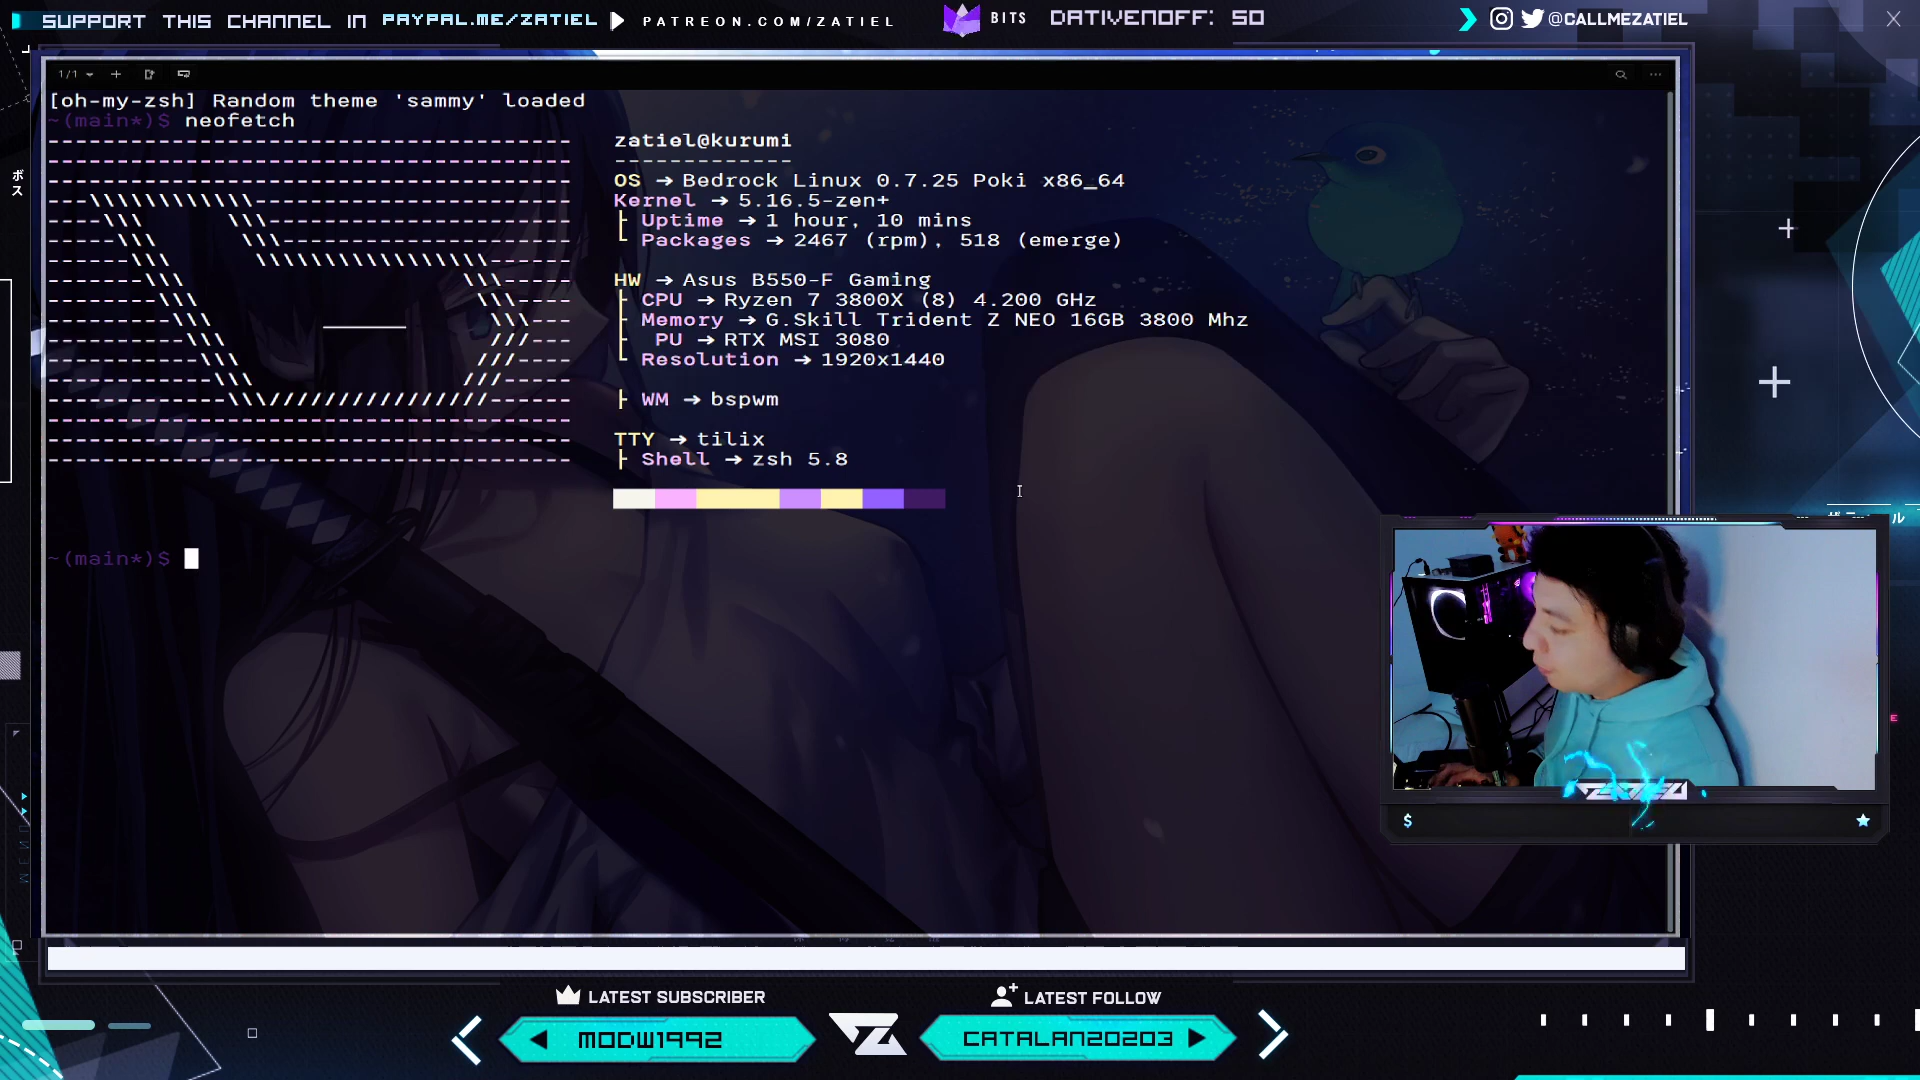 SUPPORT THIS CHANNEL IN PAYPAL.ME/ZATIEL PATREON.COM/ZATIEL BITS DATIVENOFF: 50 @CALLMEZATIEL
1/1
[oh-my-zsh] Random theme 'sammy' loaded
~(main*)$ neofetch
zatiel@kurumi
-------------
OS → Bedrock Linux 0.7.25 Poki x86_64
Kernel → 5.16.5-zen+
Uptime → 1 hour, 10 mins
Packages → 2467 (rpm), 518 (emerge)
HW → Asus B550-F Gaming
CPU → Ryzen 7 3800X (8) 4.200 GHz
Memory → G.Skill Trident Z NEO 16GB 3800 Mhz
PU → RTX MSI 3080
Resolution → 1920x1440
WM → bspwm
TTY → tilix
Shell → zsh 5.8
~(main*)$
ボス
$
LATEST SUBSCRIBER
MODW1992
LATEST FOLLOW
CATALAN20203